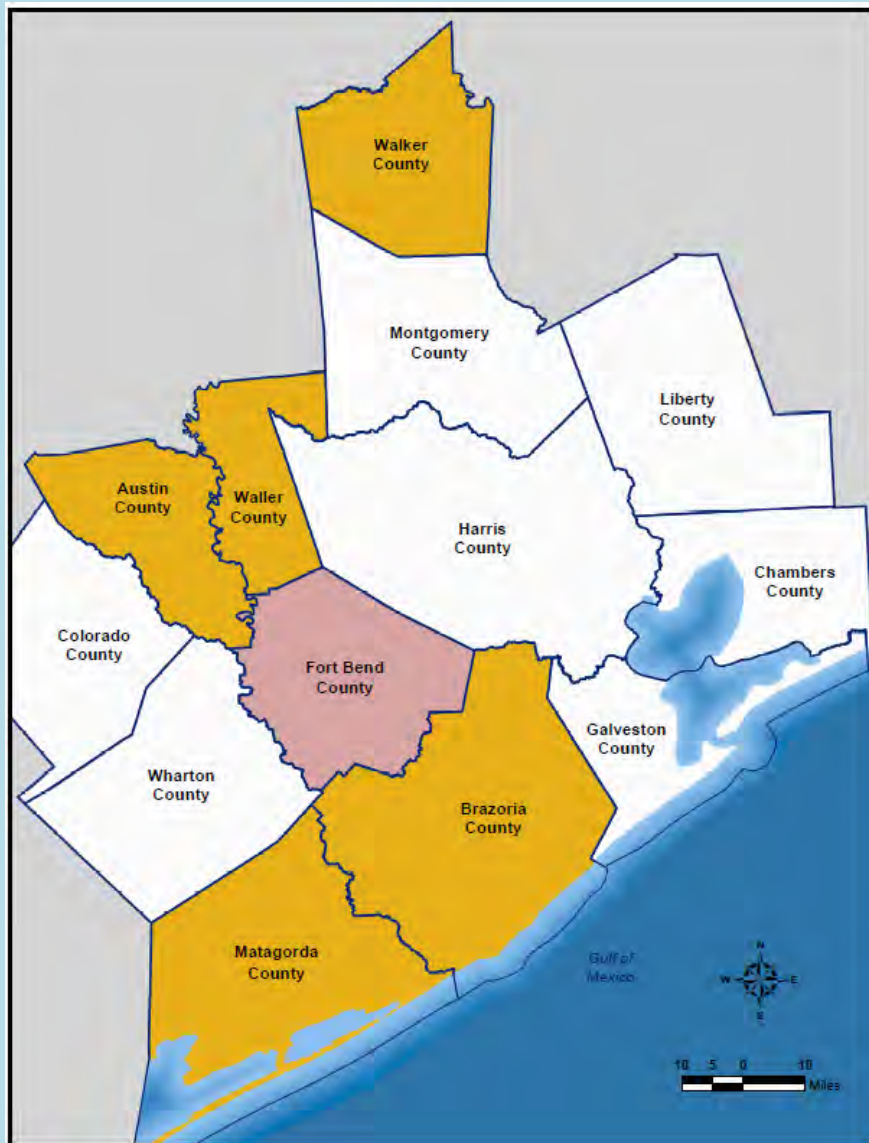 Walker
County
Montgomery
County
Liberty
County
Austin
County
Waller
County
Harris
County
Chambers
County
Colorado
County
Fort Bend
County
Galveston
County
Wharton
County
Brazoria
County
Matagorda
County
Gulf of
Mexico
N
W E
E
10 5 0 10
Miles